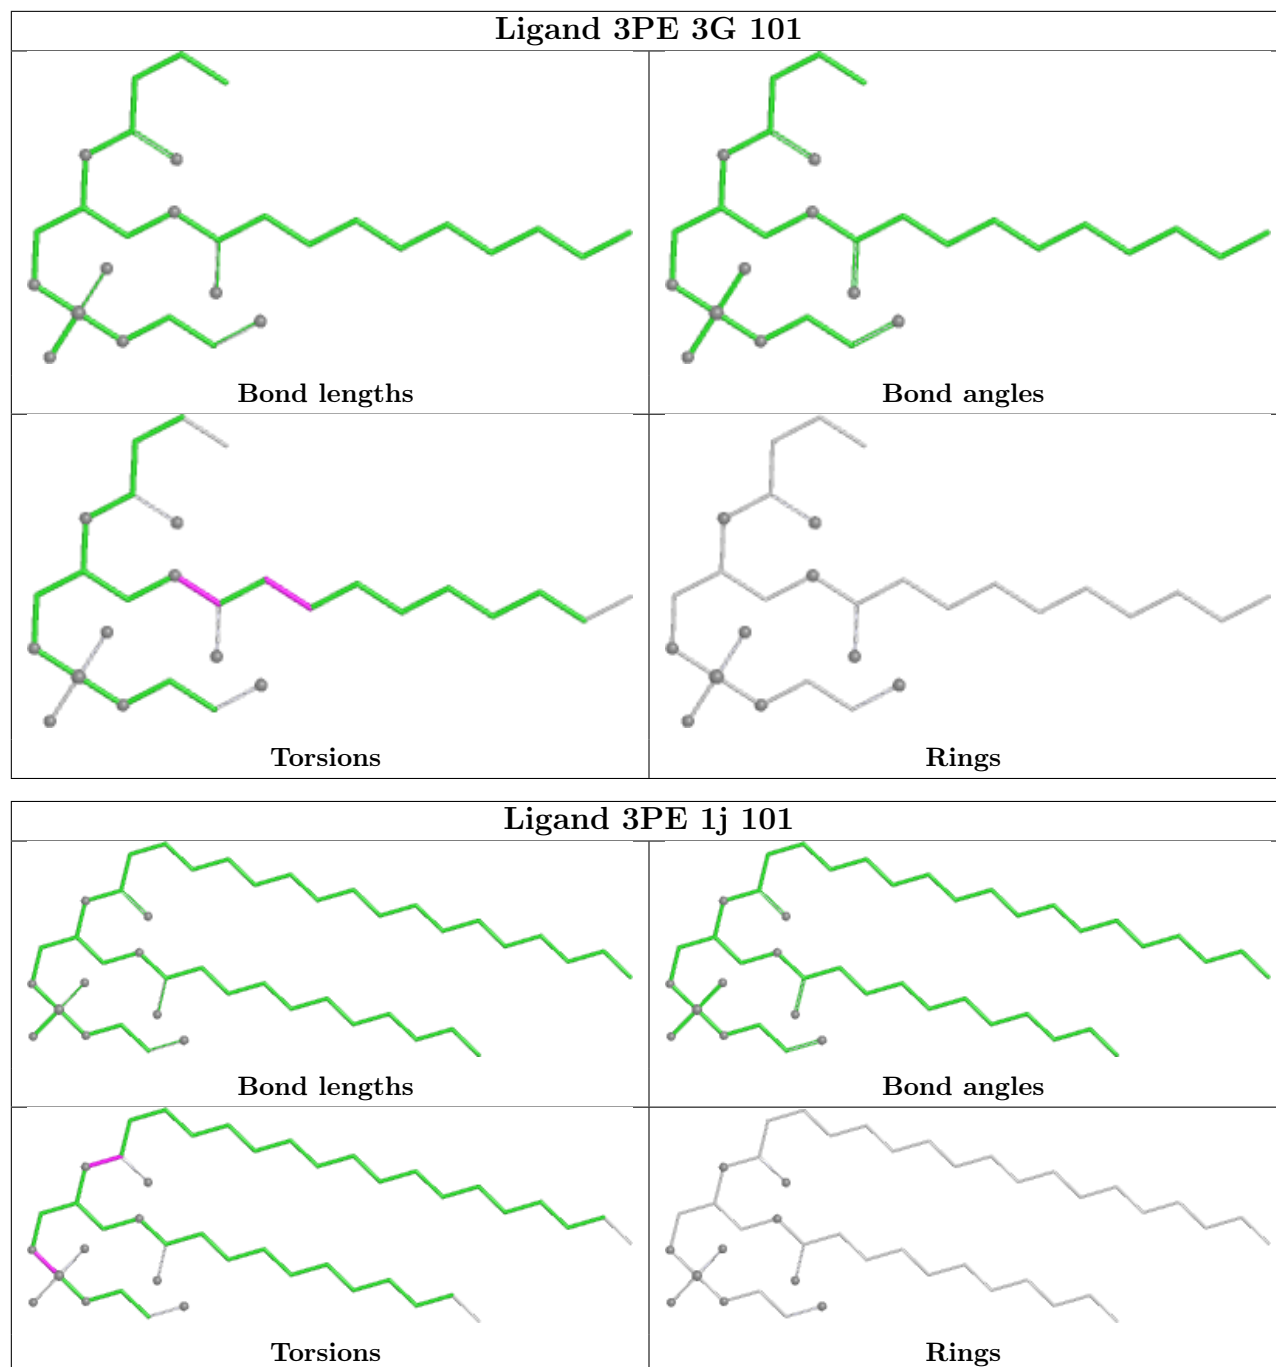 Ligand 3PE 3G 101
Bond lengths
Bond angles
Torsions
Rings
Ligand 3PE 1j 101
Bond lengths
Bond angles
Torsions
Rings